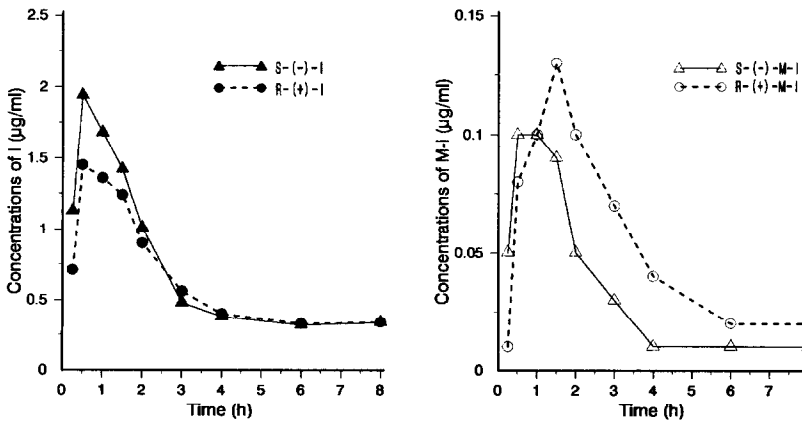 Concentrations of I (µg/ml)
2.5
2
1.5
1
0.5
0
S-(-)-I
R-(+)-I
0 1 2 3 4 5 6 7 8
Time (h)
Concentrations of M-I (µg/ml)
0.15
0.1
0.05
0
S-(-)-M-I
R-(+)-M-I
0 1 2 3 4 5 6 7
Time (h)